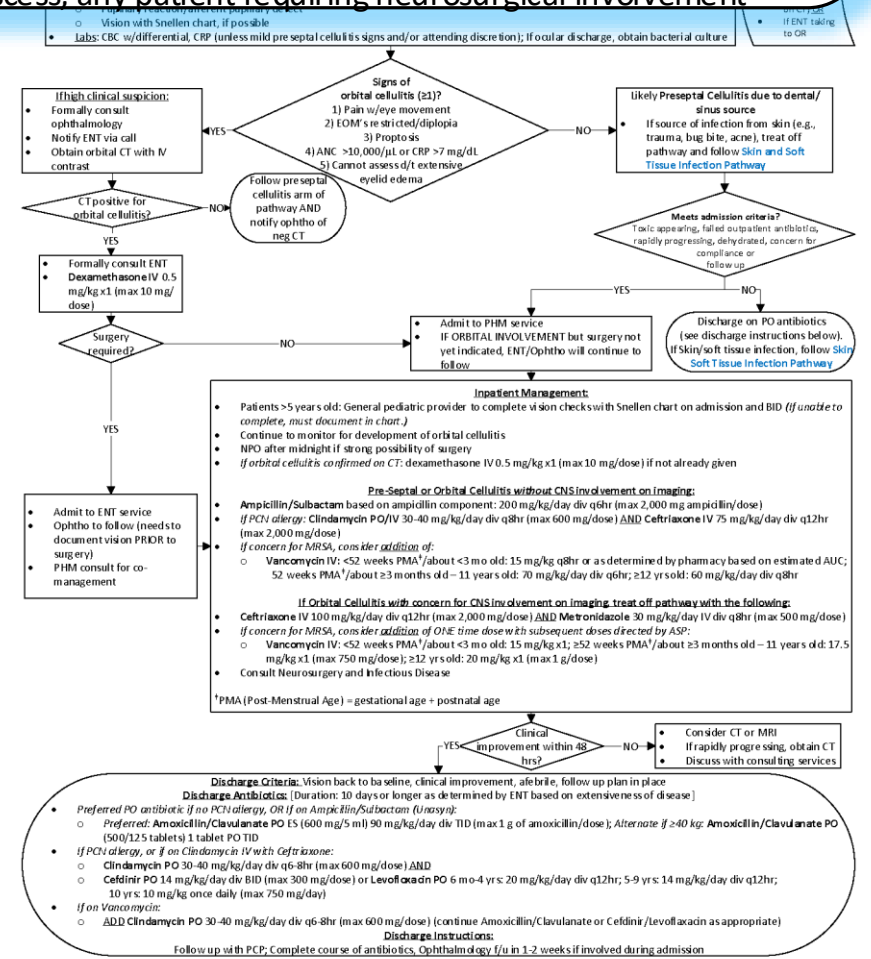 cess, any patient requiring neurosurgical involvement
o Vision with Snellen chart, if possible
• Labs: CBC w/differential, CRP (unless mild preseptal cellulitis signs and/or attending discretion); If ocular discharge, obtain bacterial culture
• If ENT taking
to OR
If high clinical suspicion:
• Formally consult
ophthalmology
• Notify ENT via call
• Obtain orbital CT with IV
contrast
YES
Signs of
orbital cellulitis (≥1)?
1) Pain w/eye movement
2) EOM's restricted/diplopia
3) Proptosis
4) ANC >10,000/µL or CRP >7 mg/dL
5) Cannot assess d/t extensive
eyelid edema
NO
Likely Preseptal Cellulitis due to dental/
sinus source
• If source of infection from skin (e.g.,
trauma, bug bite, acne), treat off
pathway and follow Skin and Soft
Tissue Infection Pathway
CT positive for
orbital cellulitis?
NO
Follow preseptal
cellulitis arm of
pathway AND
notify ophtho of
neg CT
Meets admission criteria?
Toxic appearing, failed outpatient antibiotics,
rapidly progressing, dehydrated, concern for
compliance or
follow up
YES
• Formally consult ENT
• Dexamethasone IV 0.5
mg/kg x1 (max 10 mg/
dose)
YES
NO
Surgery
required?
NO
• Admit to PHM service
• IF ORBITAL INVOLVEMENT but surgery not
yet indicated, ENT/Ophtho will continue to
follow
Discharge on PO antibiotics
(see discharge instructions below).
If Skin/soft tissue infection, follow Skin
Soft Tissue Infection Pathway
YES
• Admit to ENT service
• Ophtho to follow (needs to
document vision PRIOR to
surgery)
• PHM consult for co-
management
Inpatient Management:
• Patients >5 years old: General pediatric provider to complete vision checks with Snellen chart on admission and BID (If unable to
complete, must document in chart.)
• Continue to monitor for development of orbital cellulitis
• NPO after midnight if strong possibility of surgery
• If orbital cellulitis confirmed on CT: dexamethasone IV 0.5 mg/kg x1 (max 10 mg/dose) if not already given
Pre-Septal or Orbital Cellulitis without CNS involvement on imaging:
• Ampicillin/Sulbactam based on ampicillin component: 200 mg/kg/day div q6hr (max 2,000 mg ampicillin/dose)
• If PCN allergy: Clindamycin PO/IV 30-40 mg/kg/day div q8hr (max 600 mg/dose) AND Ceftriaxone IV 75 mg/kg/day div q12hr
(max 2,000 mg/dose)
• If concern for MRSA, consider addition of:
o Vancomycin IV: <52 weeks PMA†/about <3 mo old: 15 mg/kg q8hr or as determined by pharmacy based on estimated AUC;
52 weeks PMA†/about ≥3 months old – 11 years old: 70 mg/kg/day div q6hr; ≥12 yrs old: 60 mg/kg/day div q8hr
If Orbital Cellulitis with concern for CNS involvement on imaging, treat off pathway with the following:
• Ceftriaxone IV 100 mg/kg/day div q12hr (max 2,000 mg/dose) AND Metronidazole 30 mg/kg/day IV div q8hr (max 500 mg/dose)
• If concern for MRSA, consider addition of ONE time dose with subsequent doses directed by ASP:
o Vancomycin IV: <52 weeks PMA†/about <3 mo old: 15 mg/kg x1; ≥52 weeks PMA†/about ≥3 months old – 11 years old: 17.5
mg/kg x1 (max 750 mg/dose); ≥12 yrs old: 20 mg/kg x1 (max 1 g/dose)
• Consult Neurosurgery and Infectious Disease
†PMA (Post-Menstrual Age) = gestational age + postnatal age
YES
Clinical
improvement within 48
hrs?
NO
• Consider CT or MRI
• If rapidly progressing, obtain CT
• Discuss with consulting services
Discharge Criteria: Vision back to baseline, clinical improvement, afebrile, follow up plan in place
Discharge Antibiotics: [Duration: 10 days or longer as determined by ENT based on extensiveness of disease]
• Preferred PO antibiotic if no PCN allergy, OR if on Ampicillin/Sulbactam (Unasyn):
o Preferred: Amoxicillin/Clavulanate PO ES (600 mg/5 ml) 90 mg/kg/day div TID (max 1 g of amoxicillin/dose); Alternate if ≥40 kg: Amoxicillin/Clavulanate PO
(500/125 tablets) 1 tablet PO TID
• If PCN allergy, or if on Clindamycin IV with Ceftriaxone:
o Clindamycin PO 30-40 mg/kg/day div q6-8hr (max 600 mg/dose) AND
o Cefdinir PO 14 mg/kg/day div BID (max 300 mg/dose) or Levofloxacin PO 6 mo-4 yrs: 20 mg/kg/day div q12hr; 5-9 yrs: 14 mg/kg/day div q12hr;
10 yrs: 10 mg/kg once daily (max 750 mg/day)
• If on Vancomycin:
o ADD Clindamycin PO 30-40 mg/kg/day div q6-8hr (max 600 mg/dose) (continue Amoxicillin/Clavulanate or Cefdinir/Levoflaxacin as appropriate)
Discharge Instructions:
Follow up with PCP; Complete course of antibiotics, Ophthalmology f/u in 1-2 weeks if involved during admission